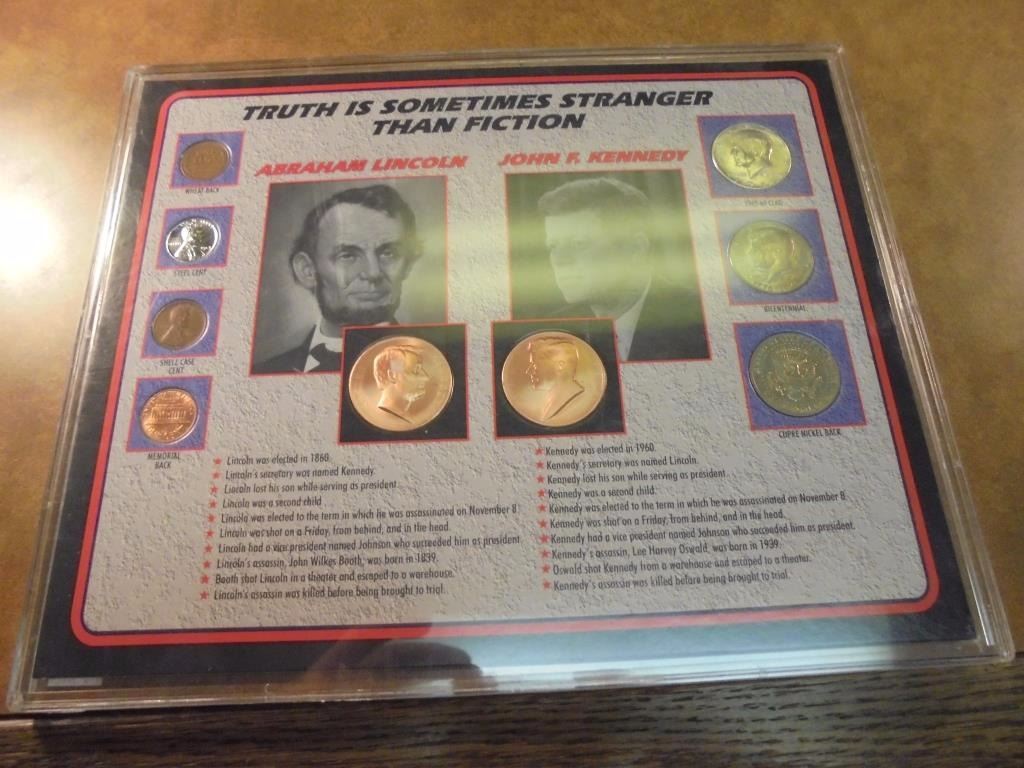 TRUTH IS SOMETIMES STRANGER
THAN FICTION
ABRAHAM LINCOLN
JOHN F. KENNEDY
WHEAT BACK
STEEL CENT
SHELL CASE
CENT
MEMORIAL
BACK
CLAD
BICENTENNIAL
CUPRE NICKEL BACK
Lincoln was elected in 1860.
Lincoln's secretary was named Kennedy.
Lincoln lost his son while serving as president.
Lincoln was a second child.
Lincoln was elected to the term in which he was assassinated on November 8.
Lincoln was shot on a Friday, from behind, and in the head.
Lincoln had a vice president named Johnson who succeeded him as president.
Lincoln's assassin, John Wilkes Booth, was born in 1839.
Booth shot Lincoln in a theater and escaped to a warehouse.
Lincoln's assassin was killed before being brought to trial.
Kennedy was elected in 1960.
Kennedy's secretary was named Lincoln.
Kennedy lost his son while serving as president.
Kennedy was a second child.
Kennedy was elected to the term in which he was assassinated on November 8.
Kennedy was shot on a Friday, from behind, and in the head.
Kennedy had a vice president named Johnson who succeeded him as president.
Kennedy's assassin, Lee Harvey Oswald, was born in 1939.
Oswald shot Kennedy from a warehouse and escaped to a theater.
Kennedy's assassin was killed before being brought to trial.